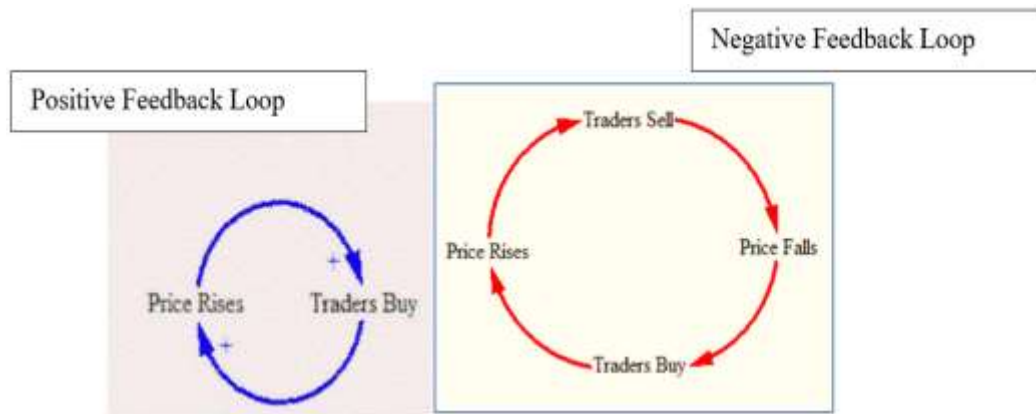 Negative Feedback Loop
Positive Feedback Loop
Traders Sell
Price Rises
Price Falls
Traders Buy
+
Price Rises
Traders Buy
+